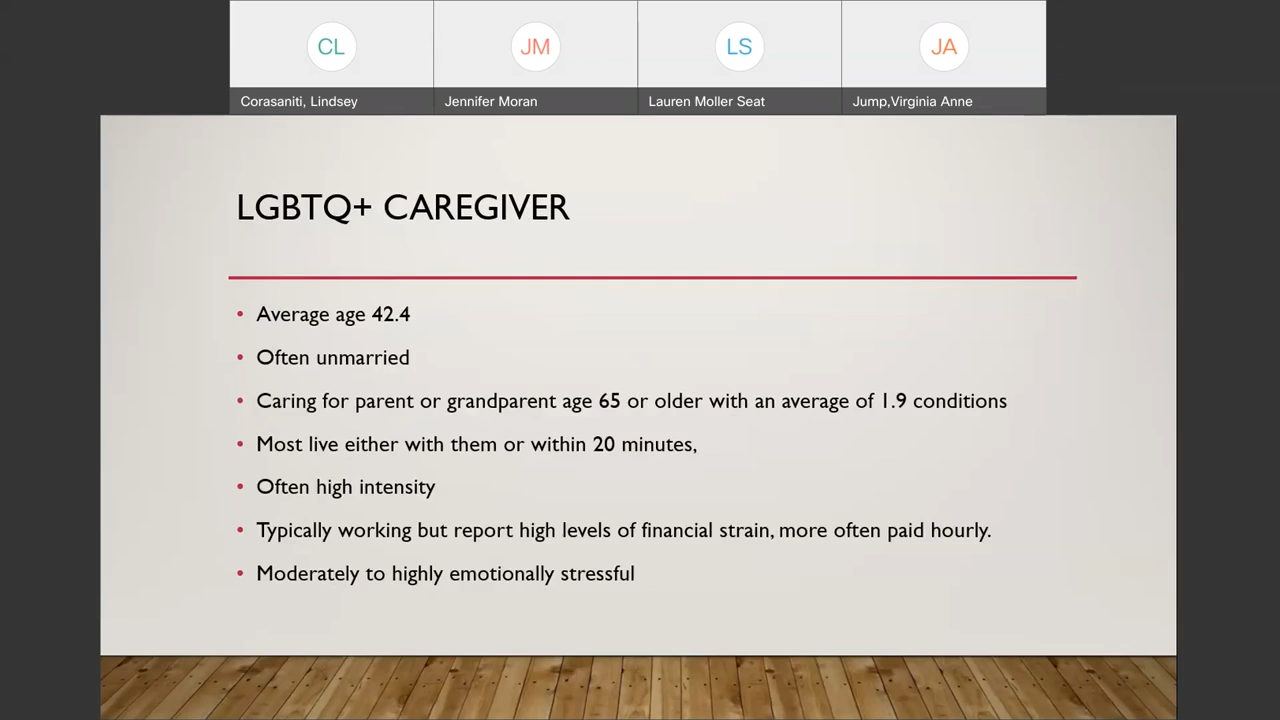 CL
JM
LS
JA
Corasaniti, Lindsey
Jennifer Moran
Lauren Moller Seat
Jump,Virginia Anne
LGBTQ+ CAREGIVER
• Average age 42.4
• Often unmarried
• Caring for parent or grandparent age 65 or older with an average of 1.9 conditions
• Most live either with them or within 20 minutes,
• Often high intensity
• Typically working but report high levels of financial strain, more often paid hourly.
• Moderately to highly emotionally stressful